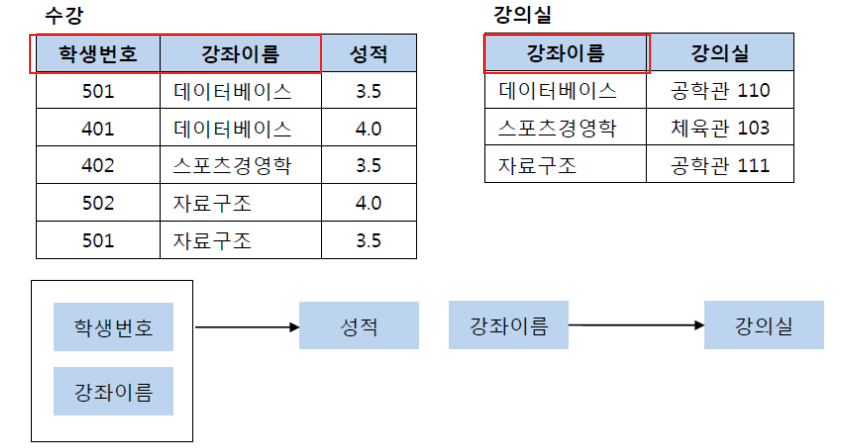 수강
학생번호 강좌이름 성적
501 데이터베이스 3.5
401 데이터베이스 4.0
402 스포츠경영학 3.5
502 자료구조 4.0
501 자료구조 3.5
강의실
강좌이름 강의실
데이터베이스 공학관 110
스포츠경영학 체육관 103
자료구조 공학관 111
학생번호
강좌이름
성적
강좌이름
강의실